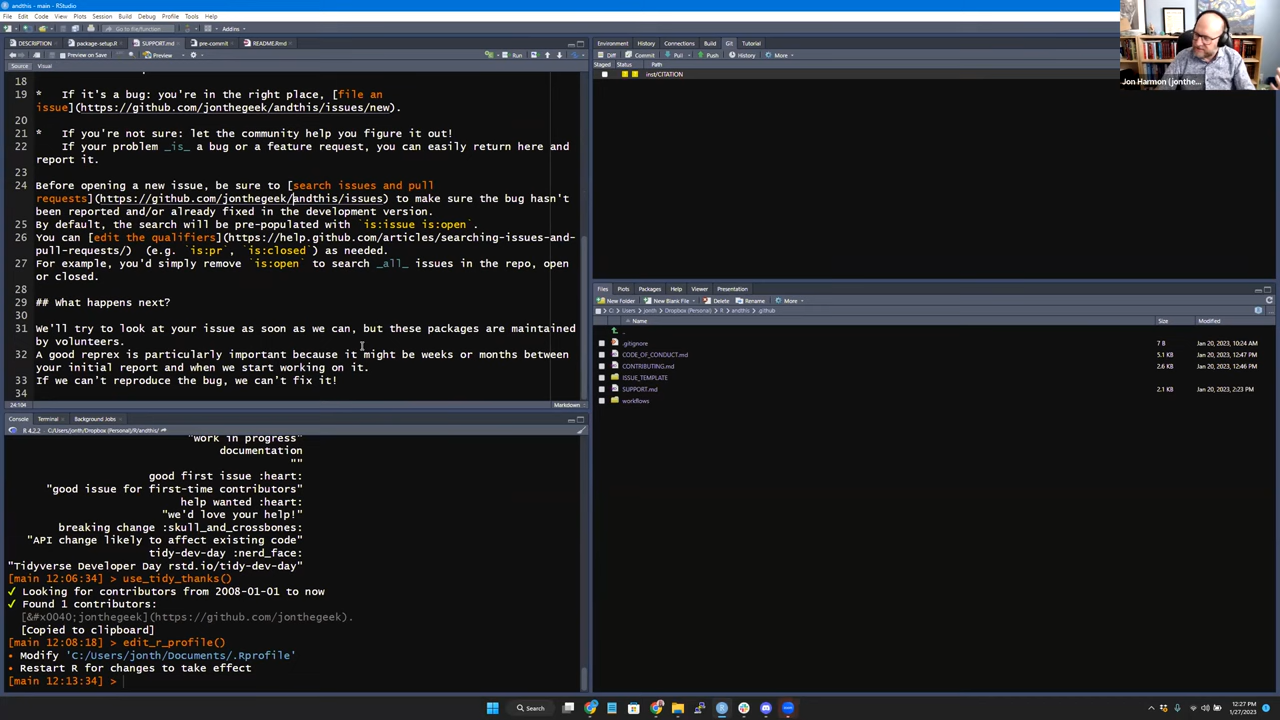 andthis - main - RStudio
File Edit Code View Plots Session Build Debug Profile Tools Help
Go to file/function
Addins
DESCRIPTION package-setup.R SUPPORT.md pre-commit README.Rmd
Preview on Save Preview Run
Source Visual
18
19 * If it's a bug: you're in the right place, [file an
issue](https://github.com/jonthegeek/andthis/issues/new).
20
21 * If you're not sure: let the community help you figure it out!
22 If your problem _is_ a bug or a feature request, you can easily return here and
report it.
23
24 Before opening a new issue, be sure to [search issues and pull
requests](https://github.com/jonthegeek/andthis/issues) to make sure the bug hasn't
been reported and/or already fixed in the development version.
25 By default, the search will be pre-populated with `is:issue is:open`.
26 You can [edit the qualifiers](https://help.github.com/articles/searching-issues-and-
pull-requests/) (e.g. `is:pr`, `is:closed`) as needed.
27 For example, you'd simply remove `is:open` to search _all_ issues in the repo, open
or closed.
28
29 ## What happens next?
30
31 We'll try to look at your issue as soon as we can, but these packages are maintained
by volunteers.
32 A good reprex is particularly important because it might be weeks or months between
your initial report and when we start working on it.
33 If we can't reproduce the bug, we can't fix it!
34
24:104 Markdown
Console Terminal Background Jobs
R 4.2.2 · C:/Users/jonth/Dropbox (Personal)/R/andthis/
"work in progress"
documentation
""
good first issue :heart:
"good issue for first-time contributors"
help wanted :heart:
"we'd love your help!"
breaking change :skull_and_crossbones:
"API change likely to affect existing code"
tidy-dev-day :nerd_face:
"Tidyverse Developer Day rstd.io/tidy-dev-day"
[main 12:06:34] > use_tidy_thanks()
✔ Looking for contributors from 2008-01-01 to now
✔ Found 1 contributors:
[&#x0040;jonthegeek](https://github.com/jonthegeek).
[Copied to clipboard]
[main 12:08:18] > edit_r_profile()
• Modify 'C:/Users/jonth/Documents/.Rprofile'
• Restart R for changes to take effect
[main 12:13:34] >
Environment History Connections Build Git Tutorial
Diff Commit Pull Push History More
Staged Status Path
inst/CITATION
Files Plots Packages Help Viewer Presentation
New Folder New Blank File Delete Rename More
C: Users jonth Dropbox (Personal) R andthis .github
Name Size Modified
..
.gitignore 7 B Jan 20, 2023, 10:24 AM
CODE_OF_CONDUCT.md 5.1 KB Jan 20, 2023, 12:47 PM
CONTRIBUTING.md 2.6 KB Jan 20, 2023, 12:46 PM
ISSUE_TEMPLATE
SUPPORT.md 2.1 KB Jan 20, 2023, 2:23 PM
workflows
Jon Harmon (jonthe...
Search
12:27 PM
1/27/2023